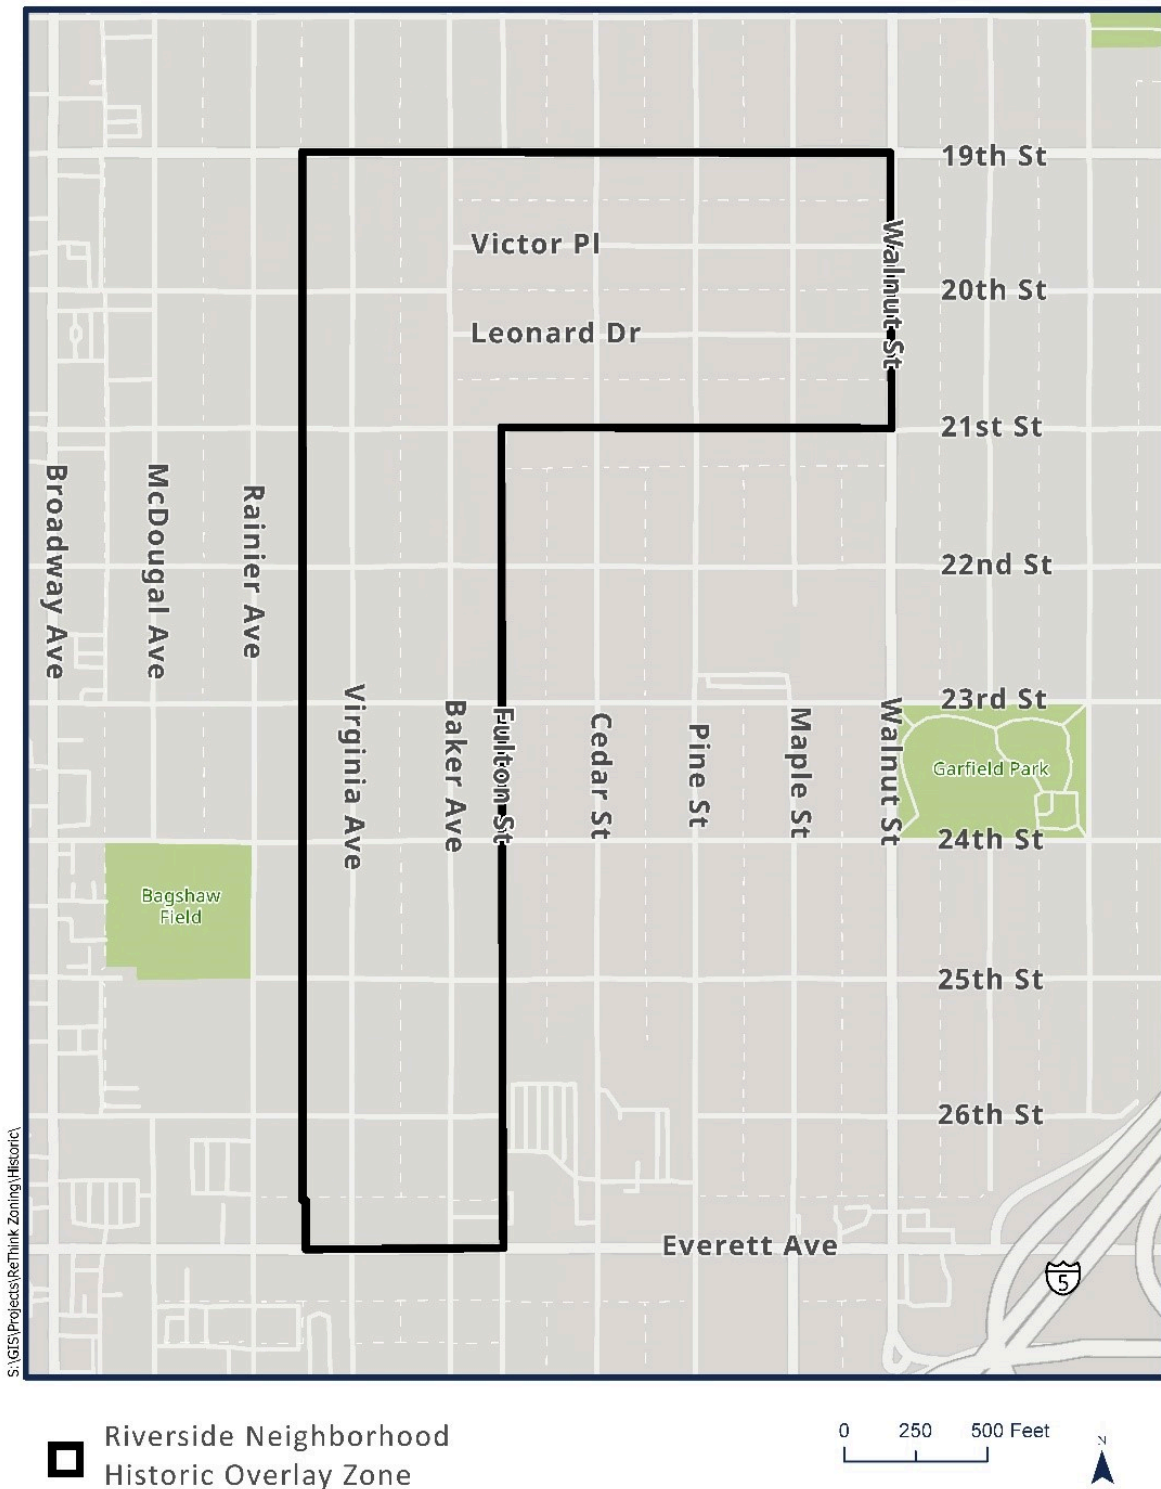 19th St
Victor Pl
Walnut St
20th St
Leonard Dr
21st St
Broadway Ave
McDougal Ave
Rainier Ave
22nd St
Virginia Ave
Baker Ave
Fulton St
Cedar St
Pine St
Maple St
Walnut St
23rd St
Garfield Park
24th St
Bagshaw
Field
25th St
26th St
Everett Ave
5
S:\GIS\Projects\ReThink Zoning\Historic\
Riverside Neighborhood
Historic Overlay Zone
0 250 500 Feet
N